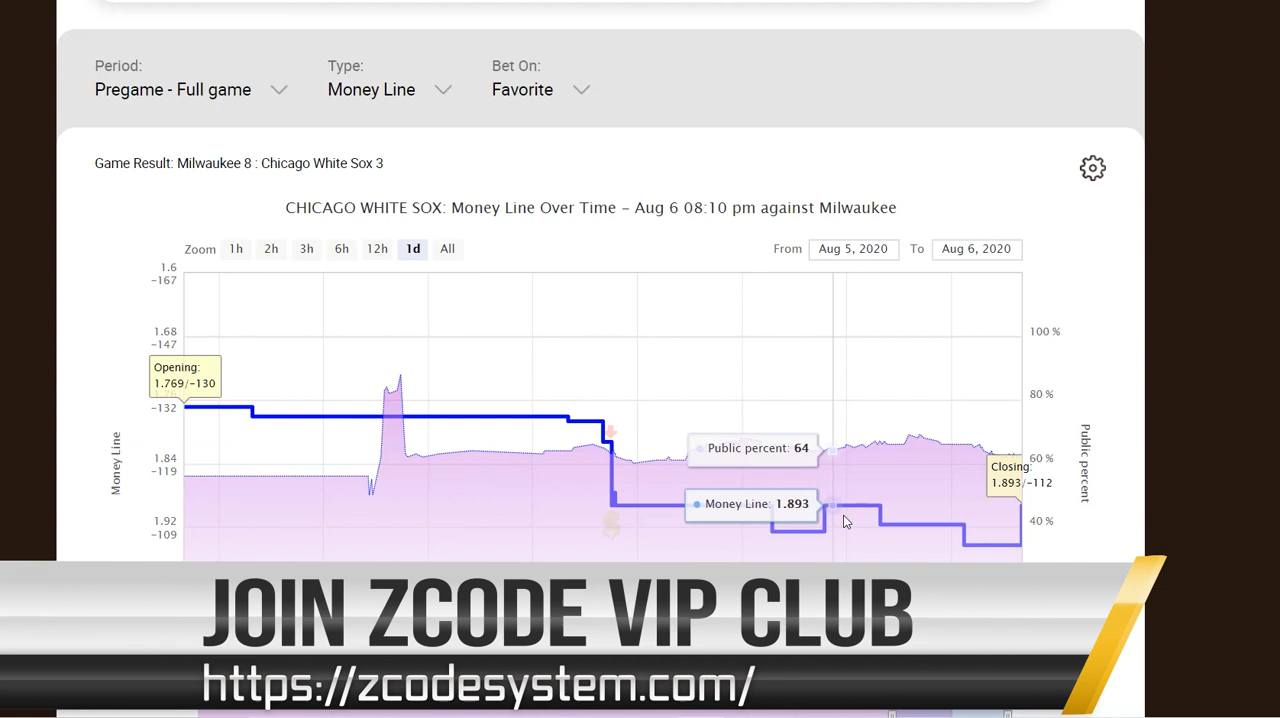 Period:
Type:
Bet On:
Pregame - Full game
Money Line
Favorite
Game Result: Milwaukee 8 : Chicago White Sox 3
CHICAGO WHITE SOX: Money Line Over Time – Aug 6 08:10 pm against Milwaukee
Zoom 1h 2h 3h 6h 12h 1d All
From Aug 5, 2020 To Aug 6, 2020
1.6
-167
1.68
-147
100 %
Opening:
1.769/-130
80 %
-132
Money Line
Public percent
Public percent: 64
1.84
-119
60 %
Closing:
1.893/-112
Money Line: 1.893
1.92
-109
40 %
JOIN ZCODE VIP CLUB
https://zcodesystem.com/